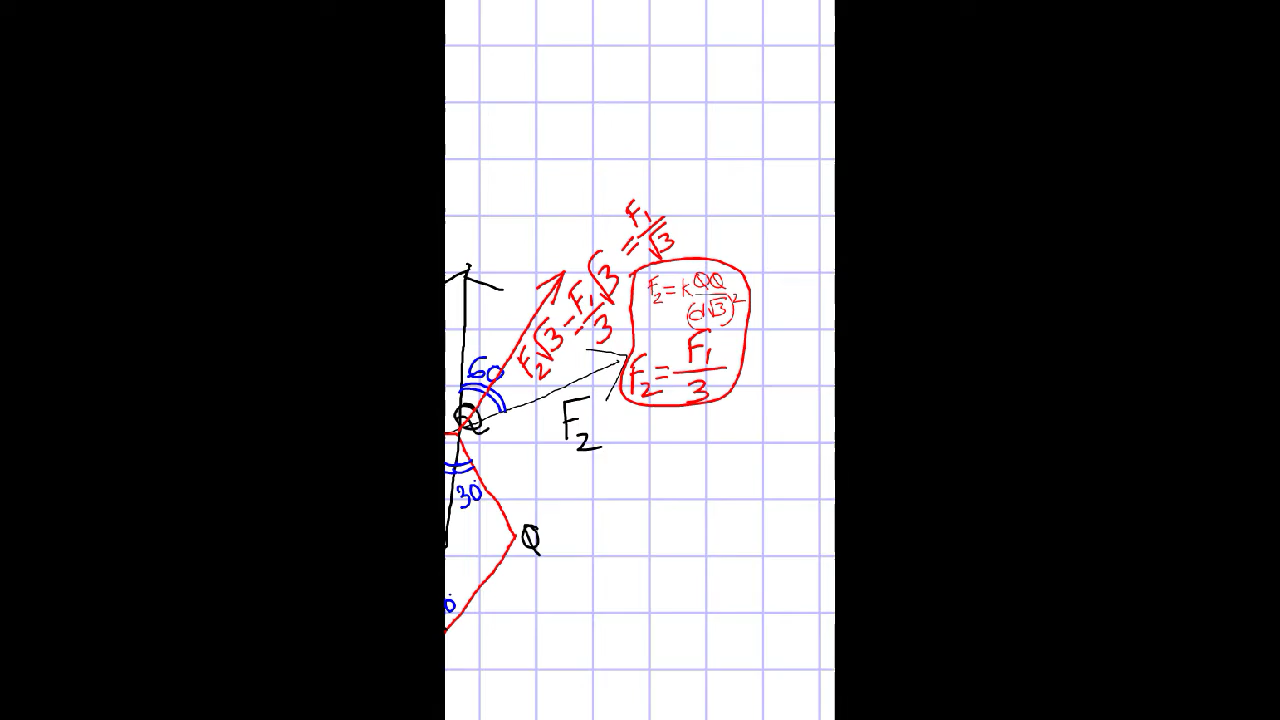 F₂√3 = F₁√3/3 = F₁/√3
F₂ = k QQ/(d√3)²
F₂ = F₁/3
60
Q
F₂
30°
Q